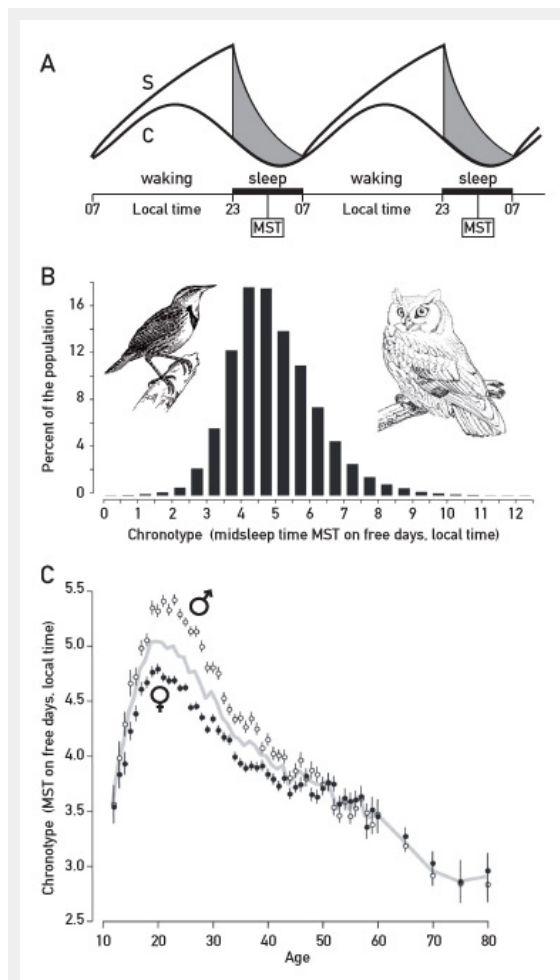 A
S
C
waking sleep waking sleep
07 Local time 23 07 Local time 23 07
MST MST
B
Percent of the population
16
12
8
4
0
0 1 2 3 4 5 6 7 8 9 10 11 12
Chronotype (midsleep time MST on free days, local time)
C
Chronotype (MST on free days, local time)
5.5
5.0
4.5
4.0
3.5
3.0
2.5
♂
♀
10 20 30 40 50 60 70 80
Age